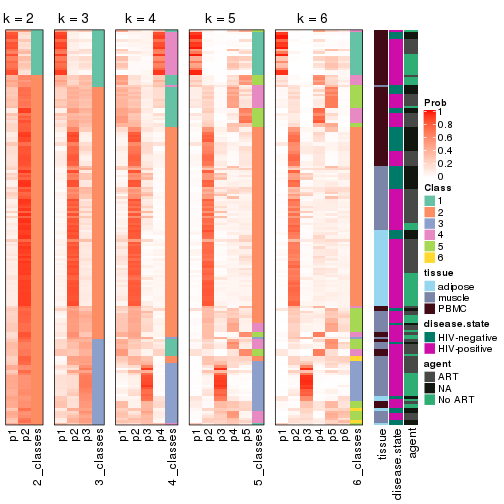 k = 2 k = 3 k = 4 k = 5 k = 6
p1 p2 2_classes p1 p2 p3 3_classes p1 p2 p3 p4 4_classes p1 p2 p3 p4 p5 5_classes p1 p2 p3 p4 p5 p6 6_classes tissue disease.state agent
Prob
1
0.8
0.6
0.4
0.2
0
Class
1
2
3
4
5
6
tissue
adipose
muscle
PBMC
disease.state
HIV-negative
HIV-positive
agent
ART
NA
No ART